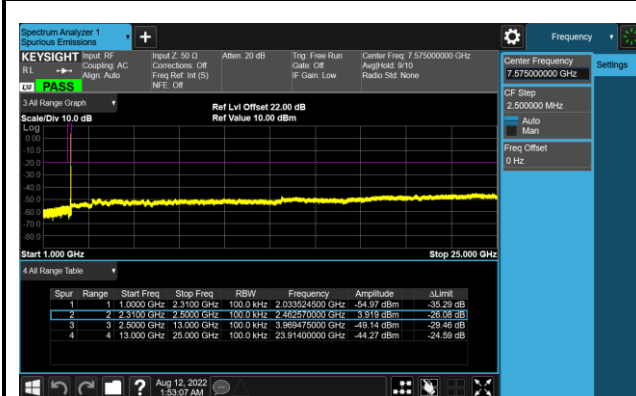 Spectrum Analyzer 1
Spurious Emissions
Frequency
KEYSIGHT
Input: RF
Input Z: 50 Ω
Atten: 20 dB
Trig: Free Run
Center Freq: 7.575000000 GHz
RL
Coupling: AC
Corrections: Off
Gate: Off
Avg|Hold: 9/10
Align: Auto
Freq Ref: Int (S)
IF Gain: Low
Radio Std: None
NFE: Off
LXI
PASS
Center Frequency
7.575000000 GHz
Settings
CF Step
2.500000 MHz
Auto
Man
Freq Offset
0 Hz
3 All Range Graph
Ref Lvl Offset 22.00 dB
Scale/Div 10.0 dB
Ref Value 10.00 dBm
Log
0.00
-10.0
-20.0
-30.0
-40.0
-50.0
-60.0
-70.0
-80.0
Start 1.000 GHz
Stop 25.000 GHz
4 All Range Table
Spur Range Start Freq Stop Freq RBW Frequency Amplitude ΔLimit
1 1 1.0000 GHz 2.3100 GHz 100.0 kHz 2.033524500 GHz -54.97 dBm -35.29 dB
2 2 2.3100 GHz 2.5000 GHz 100.0 kHz 2.462570000 GHz 3.919 dBm -26.08 dB
3 3 2.5000 GHz 13.000 GHz 100.0 kHz 3.969475000 GHz -49.14 dBm -29.46 dB
4 4 13.000 GHz 25.000 GHz 100.0 kHz 23.91400000 GHz -44.27 dBm -24.59 dB
?
Aug 12, 2022
1:53:07 AM